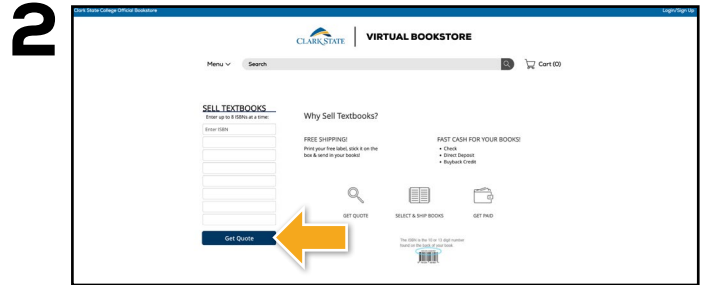 2
Clark State College Official Bookstore
Login/Sign Up
CLARK STATE
VIRTUAL BOOKSTORE
Menu
Search
Cart (0)
SELL TEXTBOOKS
Enter up to 8 ISBNs at a time:
Enter ISBN
Get Quote
Why Sell Textbooks?
FREE SHIPPING!
Print your free label, stick it on the
box & send in your books!
FAST CASH FOR YOUR BOOKS!
• Check
• Direct Deposit
• Buyback Credit
GET QUOTE
SELECT & SHIP BOOKS
GET PAID
The ISBN is the 10 or 13 digit number
found on the back of your book